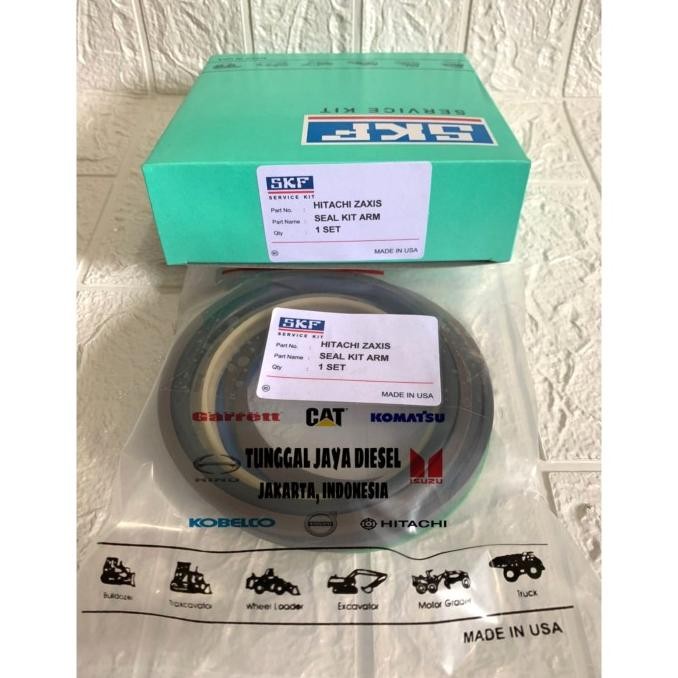 SERVICE KIT
SKF
SKF
SERVICE KIT
Part No. : HITACHI ZAXIS
Part Name : SEAL KIT ARM
Qty : 1 SET
MADE IN USA
SKF
SERVICE KIT
Part No. : HITACHI ZAXIS
Part Name : SEAL KIT ARM
Qty : 1 SET
MADE IN USA
Garrett CAT KOMATSU
TUNGGAL JAYA DIESEL
HINO ISUZU
JAKARTA, INDONESIA
KOBELCO VOLVO HITACHI
Bulldozer Traxcavator Wheel Loader Excavator Motor Grader Truck
MADE IN USA